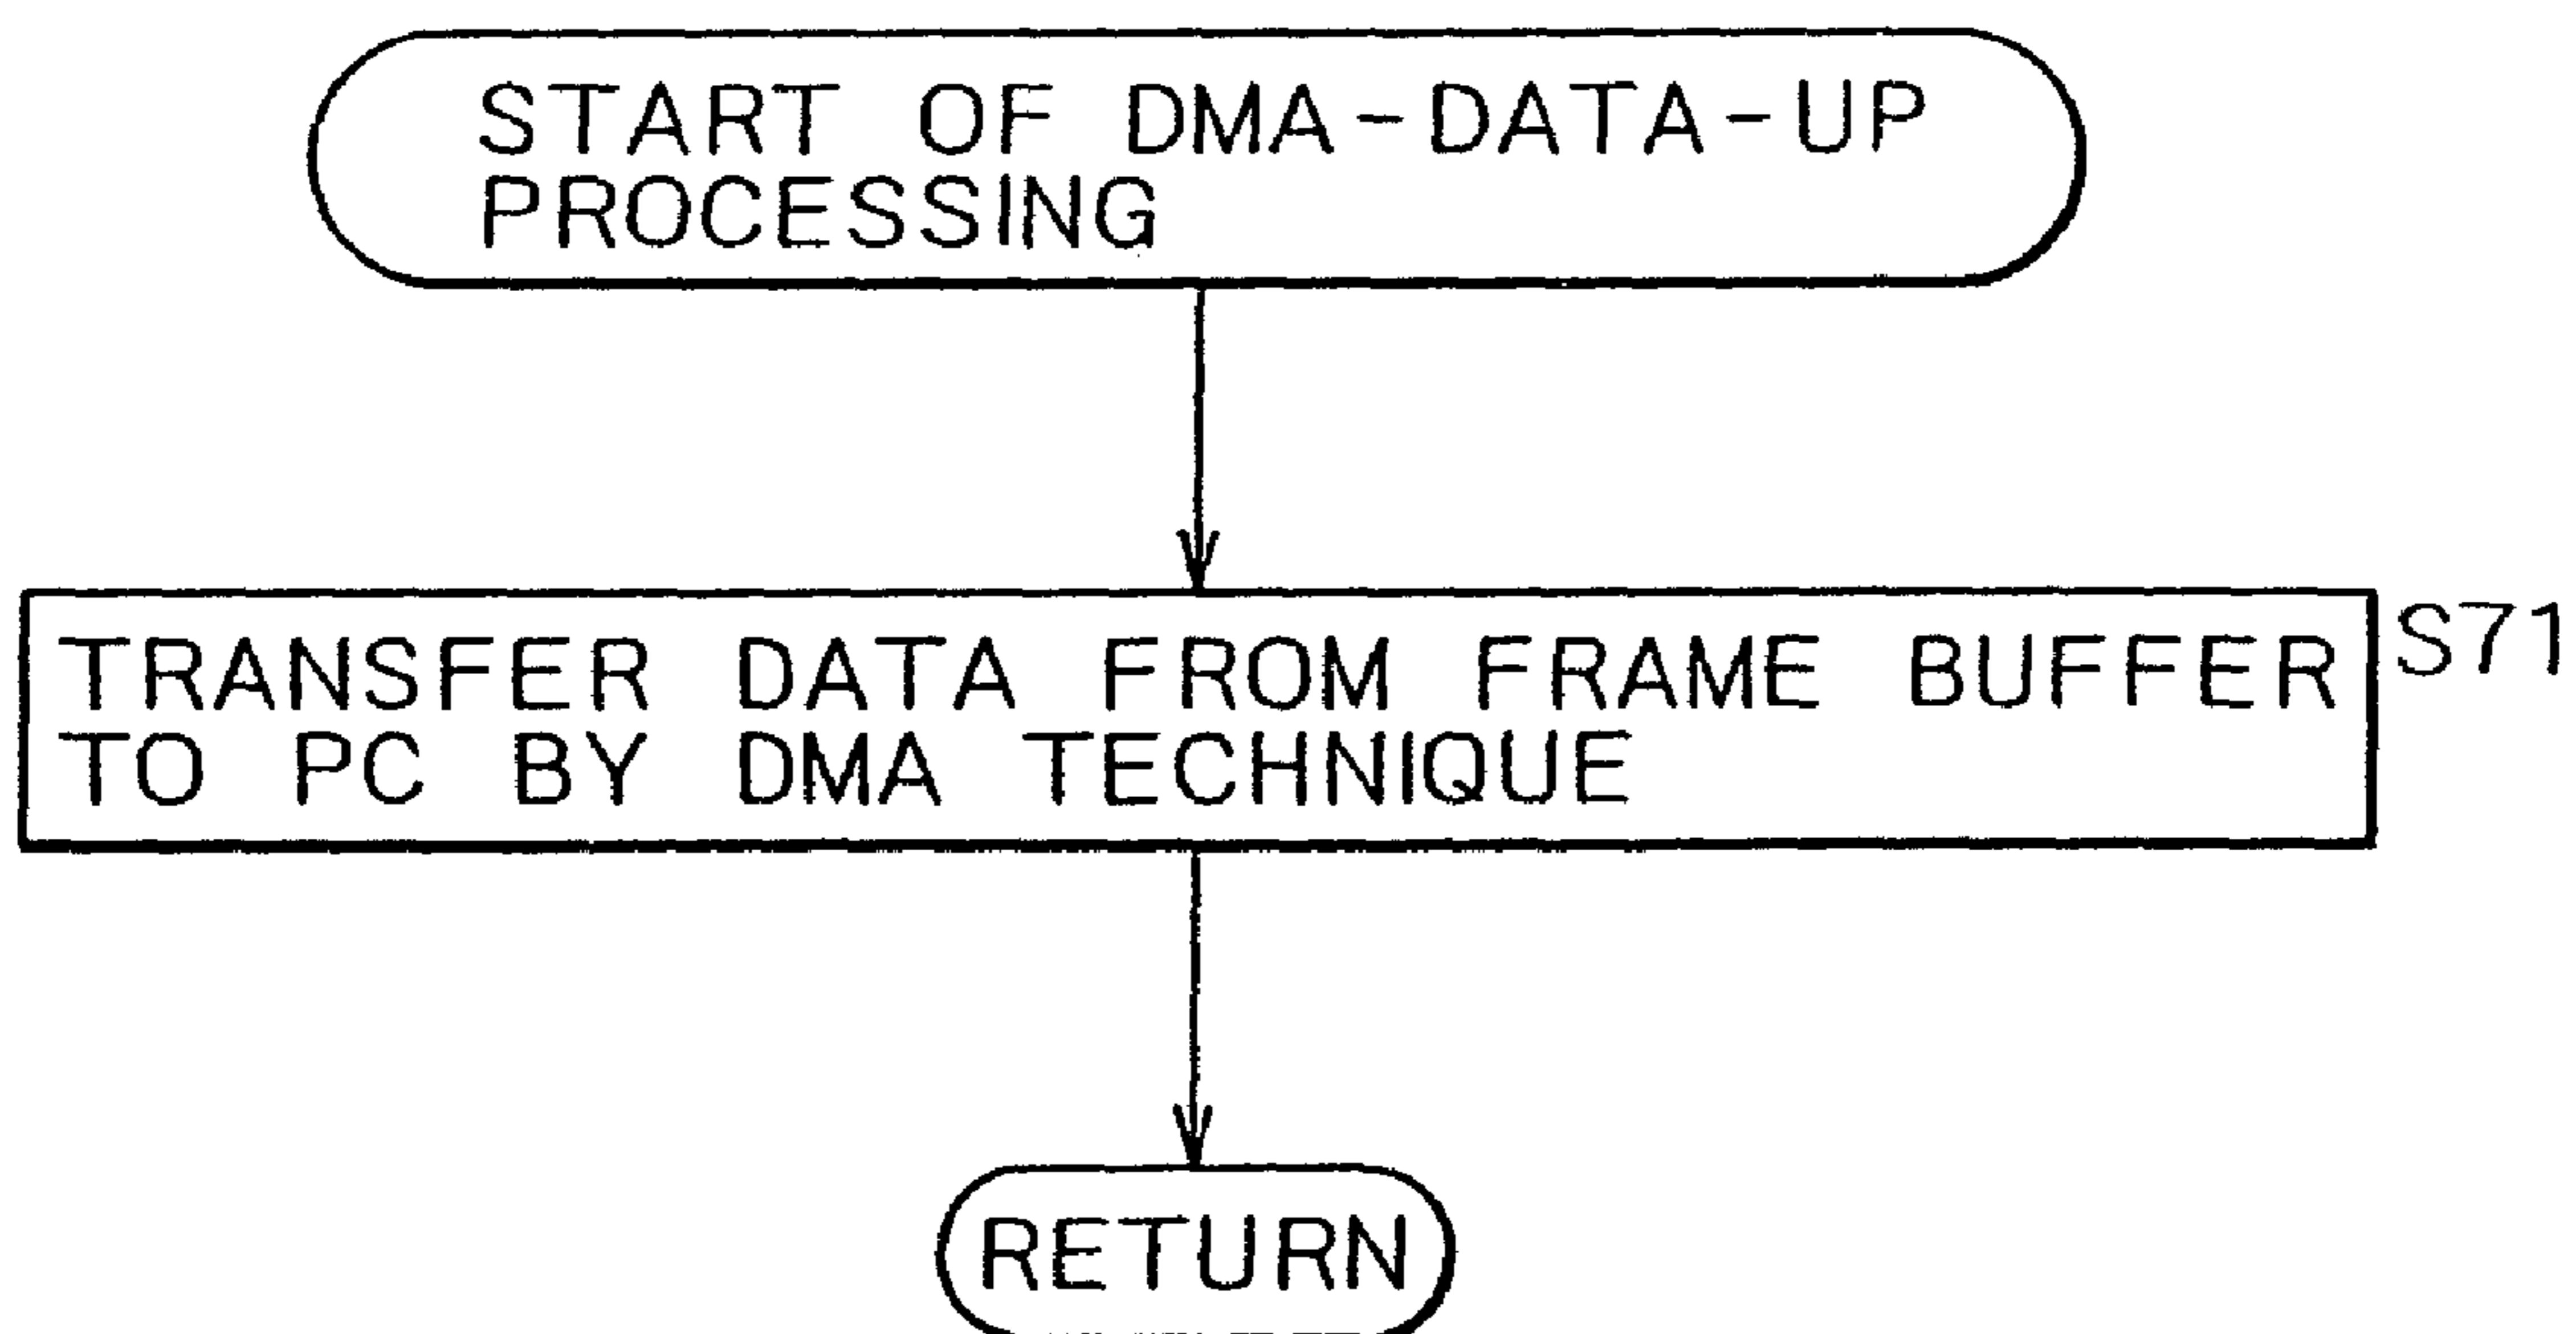 START OF DMA-DATA-UP
PROCESSING
TRANSFER DATA FROM FRAME BUFFER
TO PC BY DMA TECHNIQUE
S71
RETURN